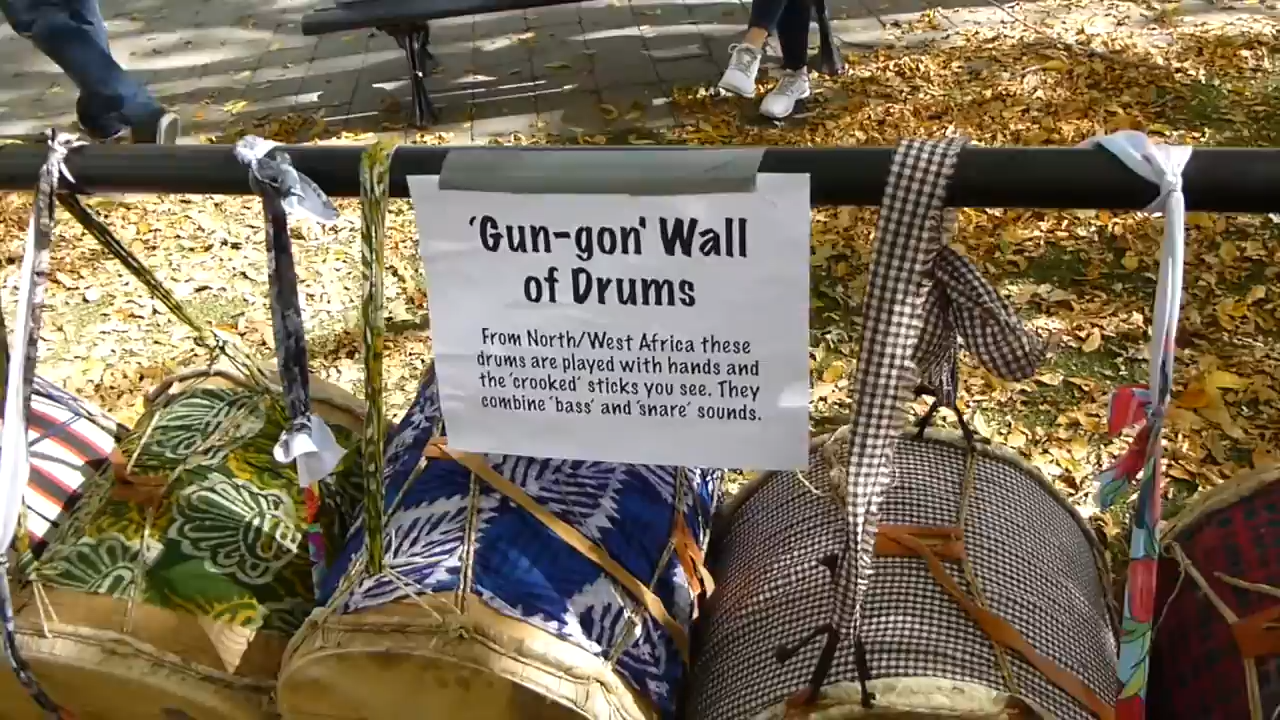 ‘Gun-gon' Wall
of Drums
From North/West Africa these
drums are played with hands and
the ‘crooked’ sticks you see. They
combine ‘bass’ and ‘snare’ sounds.